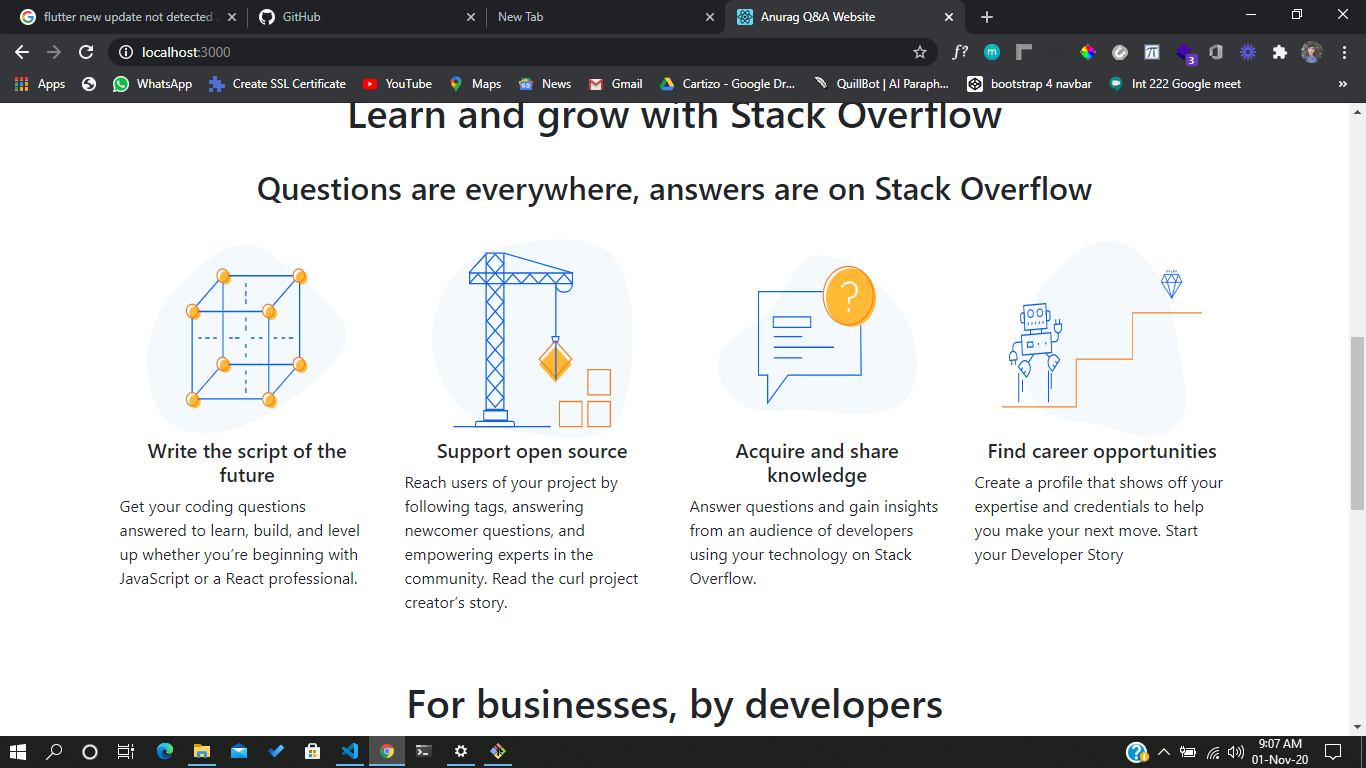 flutter new update not detected
GitHub
New Tab
Anurag Q&A Website
localhost:3000
f?
m
3
Apps
WhatsApp
Create SSL Certificate
YouTube
Maps
News
Gmail
Cartizo - Google Dr...
QuillBot | AI Paraph...
bootstrap 4 navbar
Int 222 Google meet
»
Learn and grow with Stack Overflow
Questions are everywhere, answers are on Stack Overflow
?
Write the script of the
future
Get your coding questions
answered to learn, build, and level
up whether you’re beginning with
JavaScript or a React professional.
Support open source
Reach users of your project by
following tags, answering
newcomer questions, and
empowering experts in the
community. Read the curl project
creator’s story.
Acquire and share
knowledge
Answer questions and gain insights
from an audience of developers
using your technology on Stack
Overflow.
Find career opportunities
Create a profile that shows off your
expertise and credentials to help
you make your next move. Start
your Developer Story
For businesses, by developers
9:07 AM
01-Nov-20